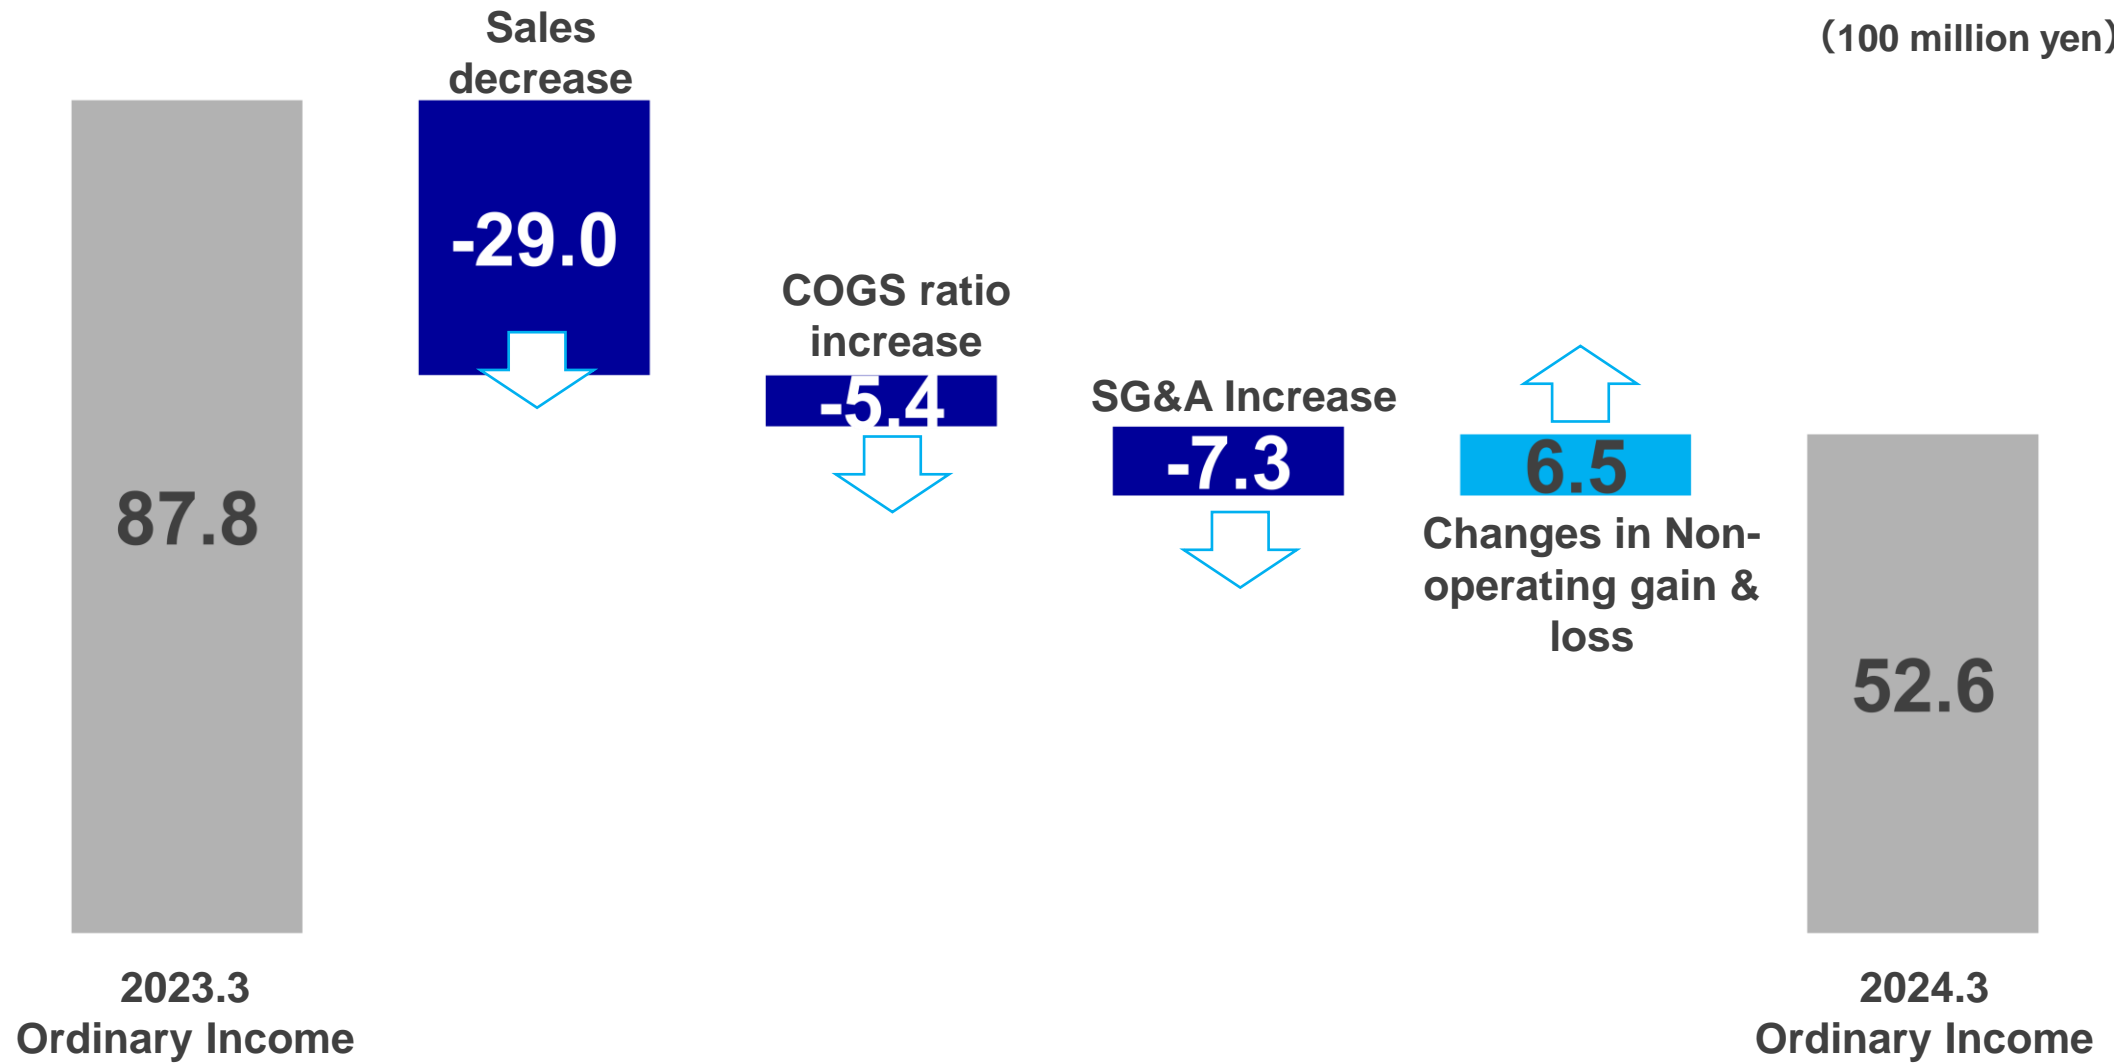 Sales
decrease
（100 million yen）
-29.0
COGS ratio
increase
-5.4
SG&A Increase
-7.3
6.5
Changes in Non-
operating gain &
loss
87.8
52.6
2023.3
Ordinary Income
2024.3
Ordinary Income